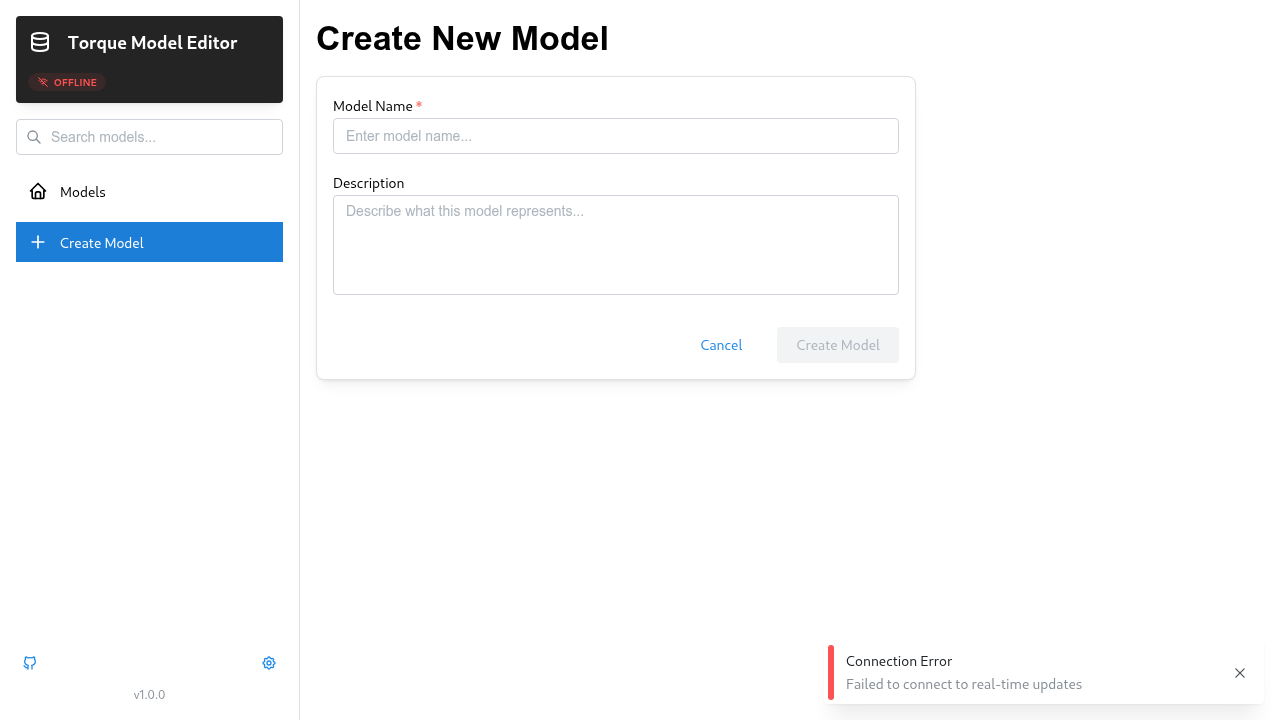 Torque Model Editor
OFFLINE
Search models...
Models
Create Model
v1.0.0
Create New Model
Model Name *
Enter model name...
Description
Describe what this model represents...
Cancel
Create Model
Connection Error
Failed to connect to real-time updates